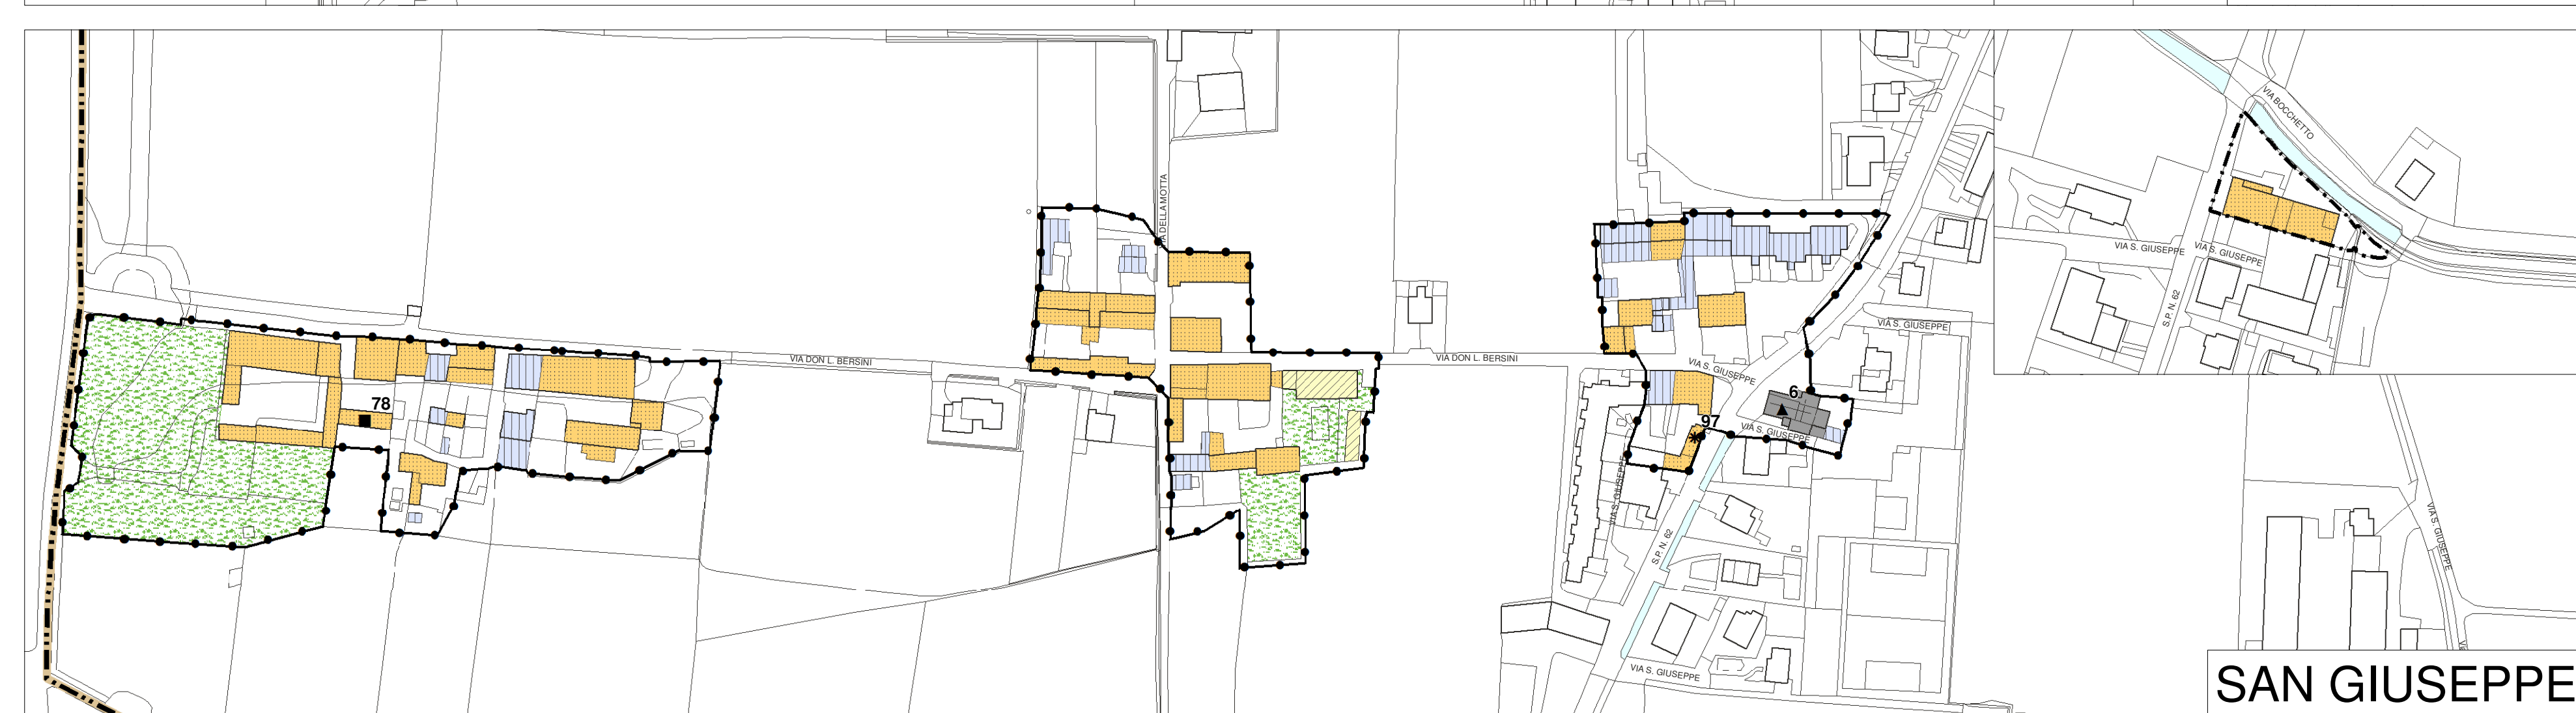 VIA BOCCHETTO
VIA DELLA MOTTA
VIA S. GIUSEPPE
VIA S. GIUSEPPE
S.P. N. 62
VIA S. GIUSEPPE
VIA DON L. BERSINI
VIA DON L. BERSINI
VIA S. GIUSEPPE
78
6
97
VIA S. GIUSEPPE
VIA S. GIUSEPPE
S.P. N. 62
VIA S. GIUSEPPE
VIA S. GIUSEPPE
SAN GIUSEPPE